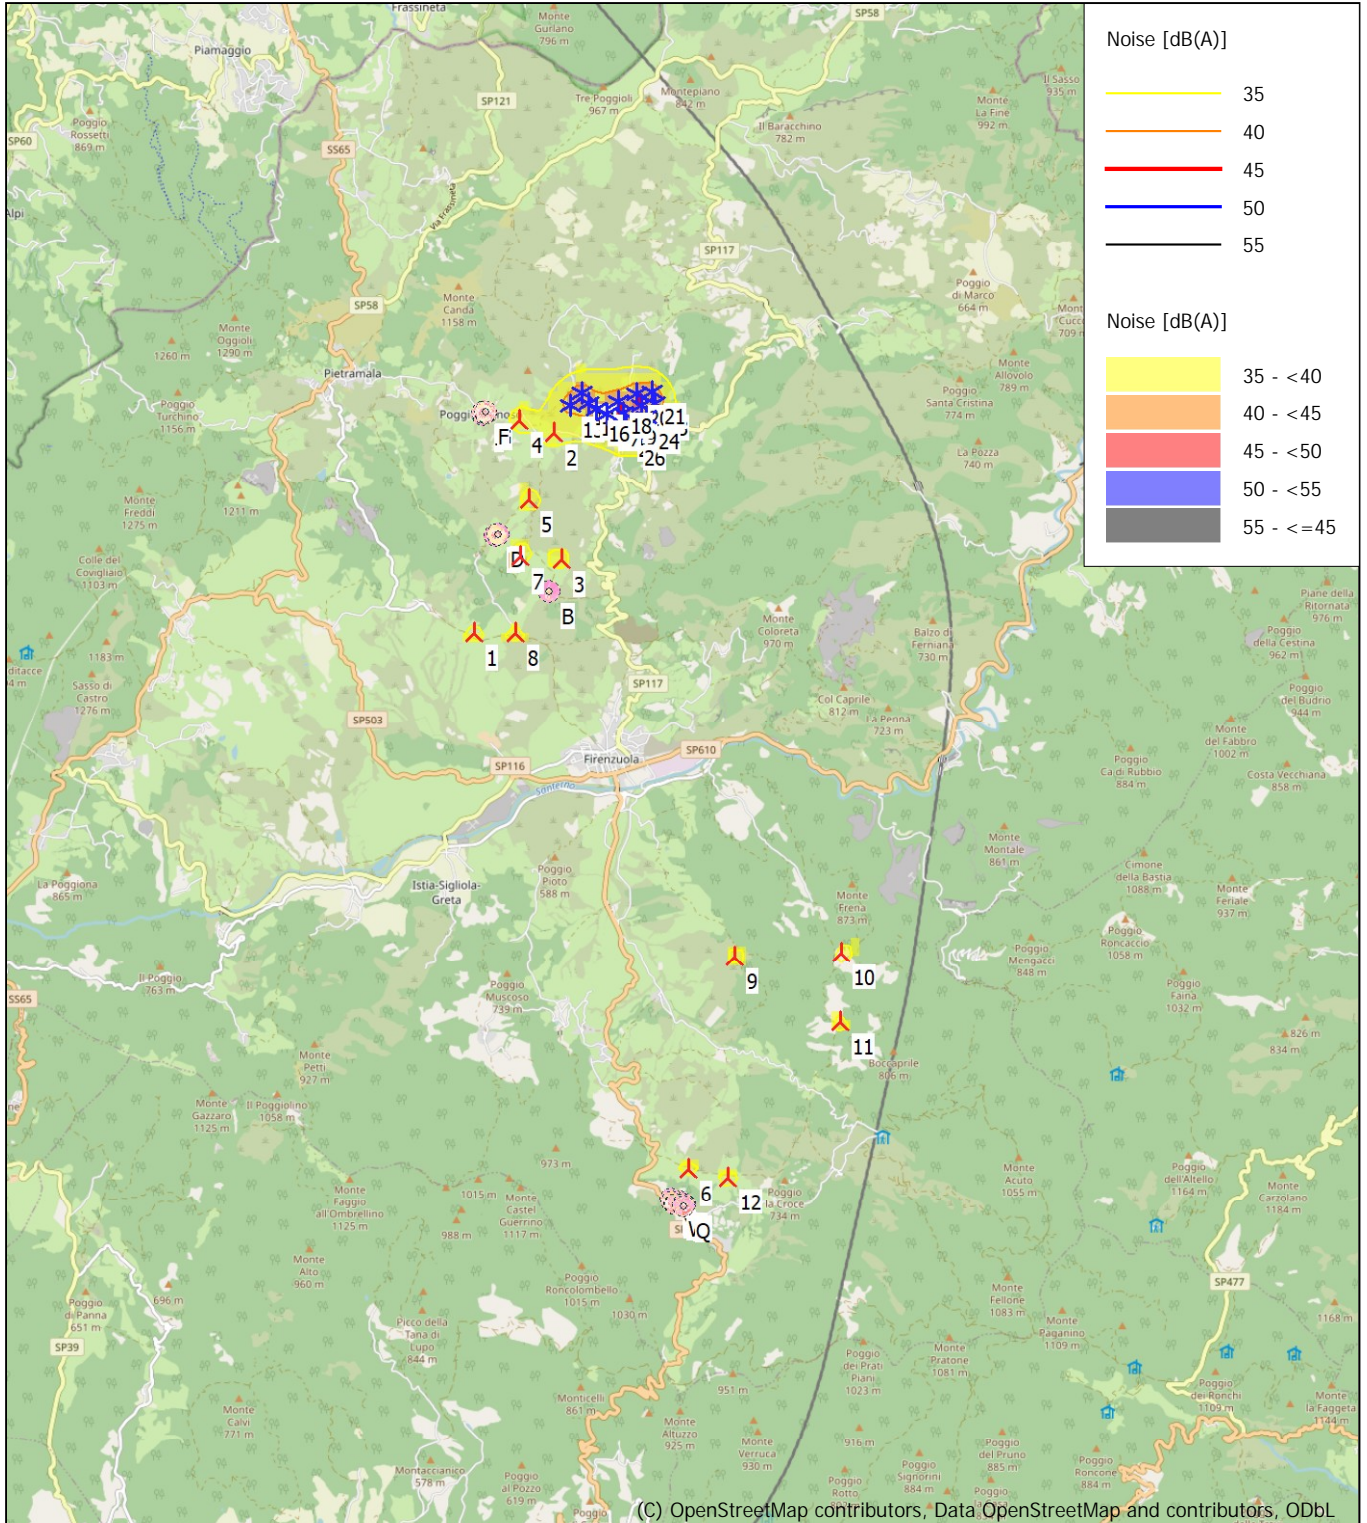 Noise [dB(A)]
35
40
45
50
55
Noise [dB(A)]
35 - <40
40 - <45
45 - <50
50 - <55
55 - <=45
Frassineta
Piamaggio
Monte
Gurlano
796 m
SP58
SP121
Tre Poggioli
967 m
Montepiano
842 m
Il Sasso
935 m
Poggio
Rossetti
869 m
SP60
SS65
Il Baracchino
782 m
Monte
La Fine
992 m
Alpi
Via Frassineta
SP117
SP58
Monte
Canda
1158 m
Poggio
di Marco
664 m
Monte
Oggioli
1290 m
1260 m
Pietramala
Monte
Allovolo
789 m
Poggio
Turchino
1156 m
Poggio
Santa Cristina
774 m
F
4
2
16
18
21
24
26
La Pozza
740 m
Monte
Freddi
1275 m
1211 m
5
Colle del
Covigliaio
1103 m
D
7
3
B
Monte
Coloreta
970 m
Balzo di
Ferniana
730 m
Piane della
Ritornata
976 m
Poggio
della Cestina
962 m
1183 m
1
8
Sasso di
Castro
1276 m
SP117
Col Caprile
812 m
La Penna
723 m
Poggio
del Budrio
944 m
SP503
Monte
del Fabbro
1002 m
Firenzuola
SP610
SP116
Santerno
Poggio
Ca di Rubbio
884 m
Costa Vecchiana
858 m
Monte
Montale
861 m
La Poggiona
865 m
Istia-Sigliola-
Greta
Poggio
Pioto
588 m
Cimone
della Bastia
1088 m
Monte
Frena
873 m
Monte
Feriale
937 m
Poggio
Roncaccio
1058 m
Il Poggio
763 m
9
10
Poggio
Mengacci
848 m
SS65
Poggio
Muscoso
739 m
Poggio
Faina
1032 m
11
826 m
834 m
Monte
Petti
927 m
Boccaprile
806 m
Monte
Gazzaro
1125 m
Il Poggiolino
1058 m
973 m
Monte
Faggio
all'Ombrellino
1125 m
1015 m
Monte
Castel
Guerrino
1117 m
988 m
6
12
Q
Poggio
la Croce
734 m
Monte
Acuto
1055 m
Poggio
dell'Altello
1164 m
Monte
Carzolano
1184 m
Monte
Alto
960 m
Poggio
Roncolombello
1015 m
SP477
696 m
Poggio
di Panna
651 m
1030 m
Monte
Fellone
1083 m
Monte
Paganino
1109 m
1168 m
SP39
Picco della
Tana di
Lupo
844 m
Poggio
dei Prati
Piani
1023 m
Monte
Pratone
1081 m
951 m
Poggio
dei Ronchi
1109 m
Monte
la Faggeta
1144 m
Monte
Calvi
771 m
Monticelli
861 m
Monte
Altuzzo
925 m
Monte
Verruca
930 m
916 m
Poggio
del Pruno
885 m
Montaccianico
578 m
Poggio
al Pozzo
619 m
Poggio
Poggio
Rotto
Poggio
Signorini
884 m
Poggio
Roncone
884 m
(C) OpenStreetMap contributors, Data OpenStreetMap and contributors, ODbL